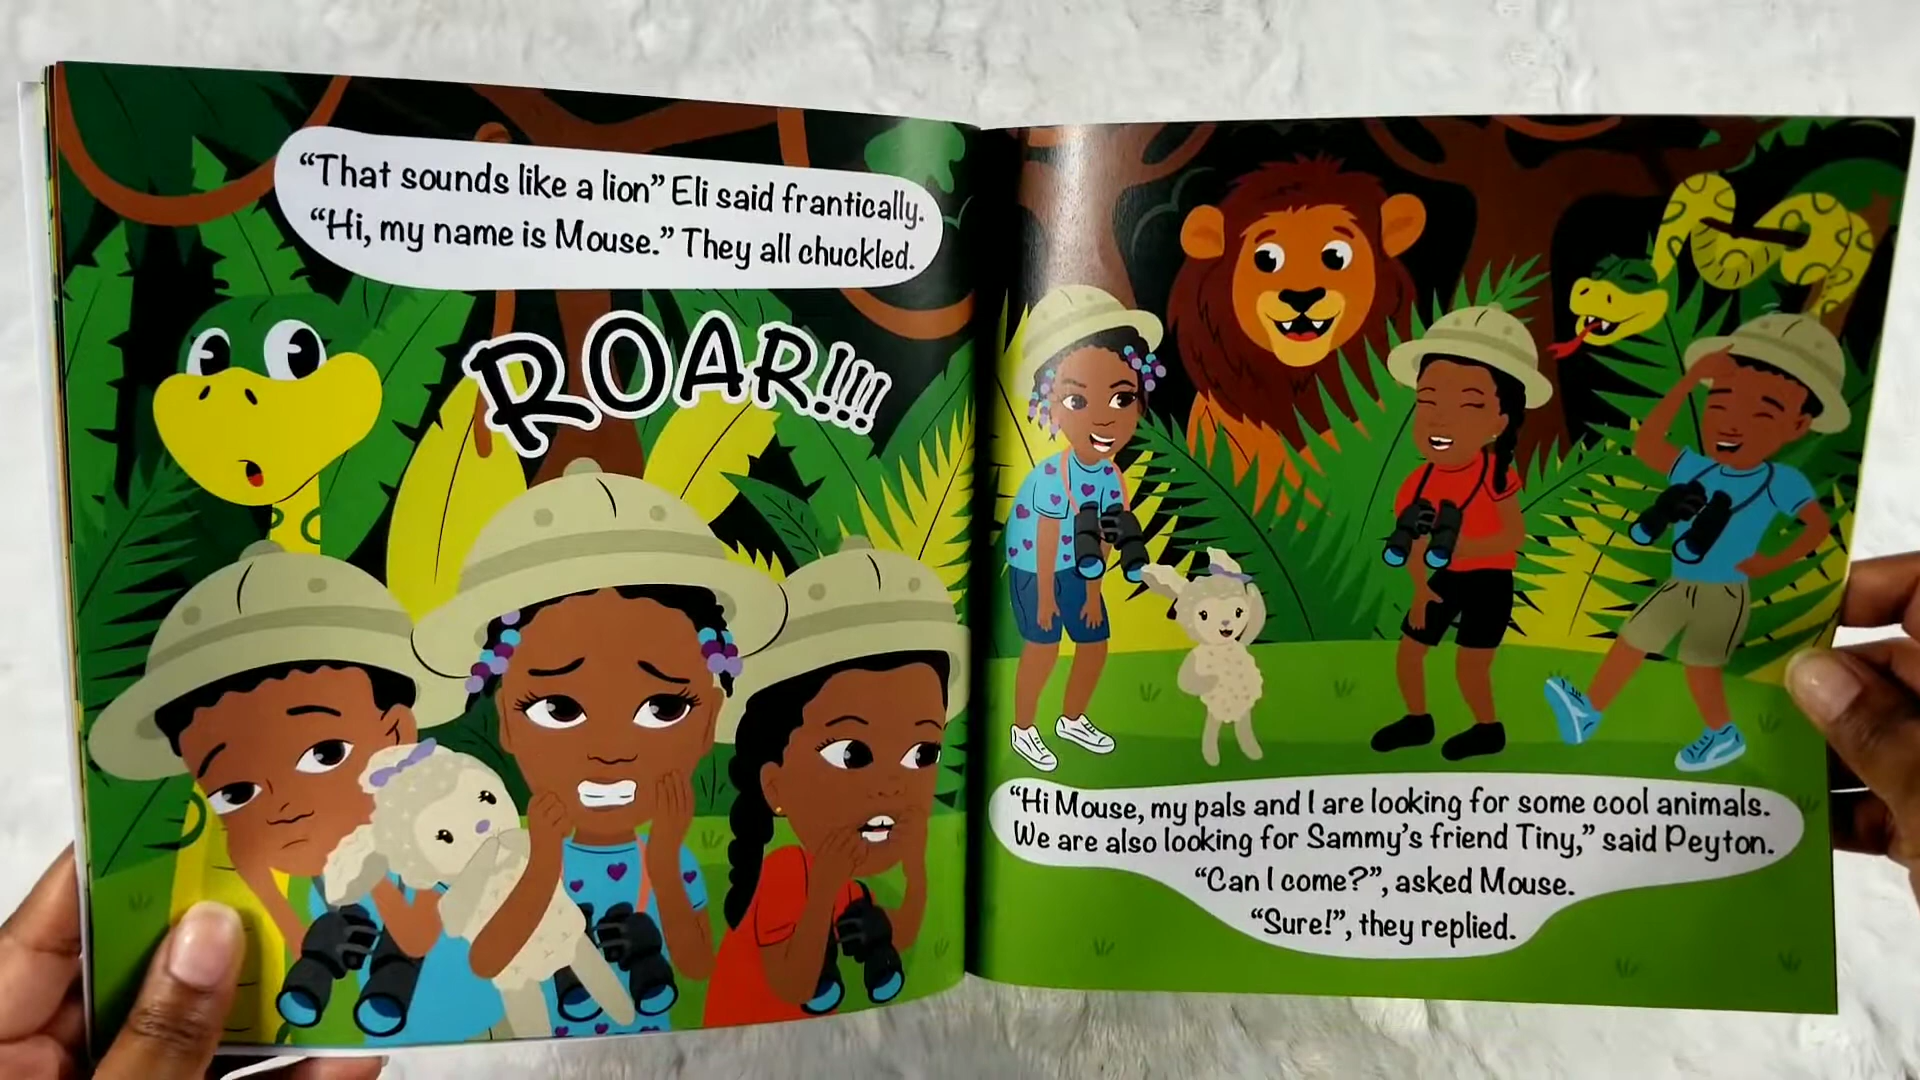 “That sounds like a lion” Eli said frantically.
“Hi, my name is Mouse.” They all chuckled.
ROAR!!!!
“Hi Mouse, my pals and I are looking for some cool animals.
We are also looking for Sammy’s friend Tiny,” said Peyton.
“Can I come?”, asked Mouse.
“Sure!”, they replied.